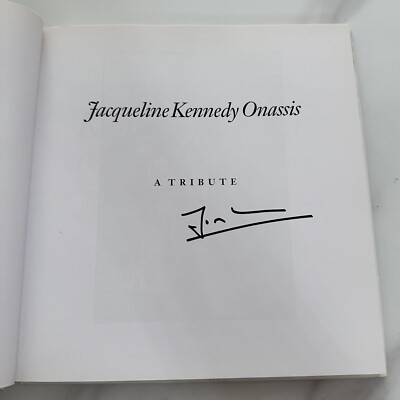 Jacqueline Kennedy Onassis
A TRIBUTE